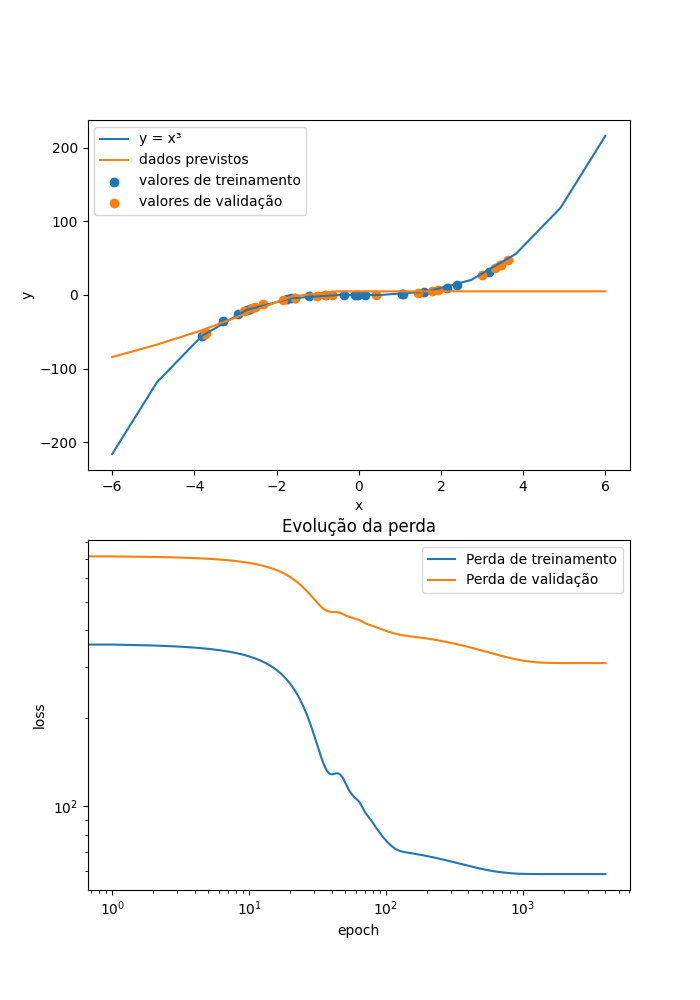 y = x³
dados previstos
valores de treinamento
valores de validação
200
100
0
−100
−200
y
−6
−4
−2
0
2
4
6
x
Evolução da perda
Perda de treinamento
Perda de validação
loss
10²
10⁰
10¹
10²
10³
epoch